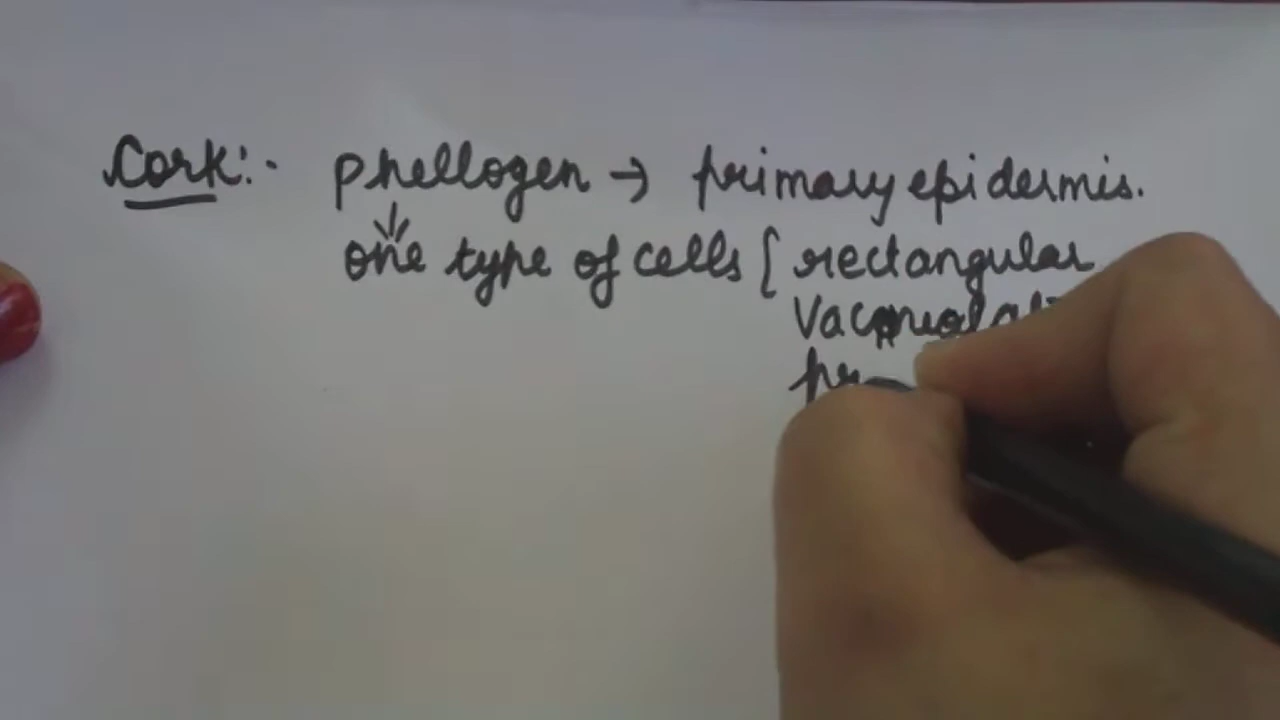 Cork:- phellogen → primary epidermis.
one type of cells [ rectangular